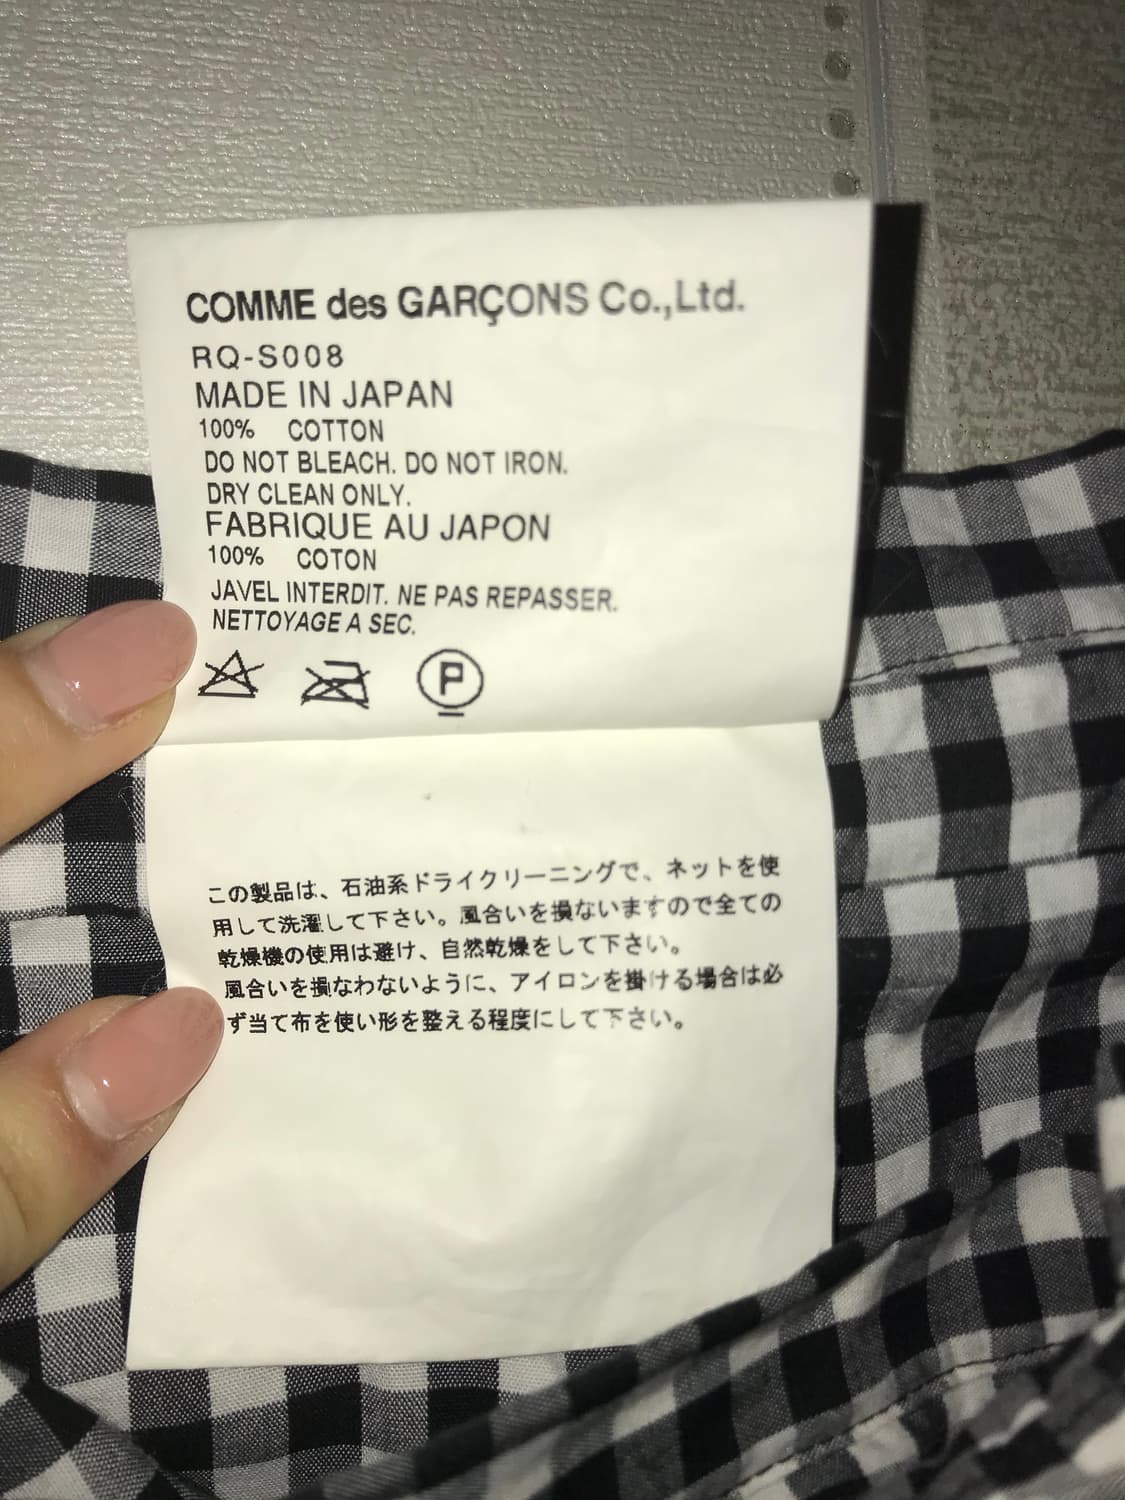 COMME des GARÇONS Co.,Ltd.
RQ-S008
MADE IN JAPAN
100% COTTON
DO NOT BLEACH. DO NOT IRON.
DRY CLEAN ONLY.
FABRIQUE AU JAPON
100% COTON
JAVEL INTERDIT. NE PAS REPASSER.
NETTOYAGE A SEC.
P
この製品は、石油系ドライクリーニングで、ネットを使
用して洗濯して下さい。風合いを損ないますので全ての
乾燥機の使用は避け、自然乾燥をして下さい。
風合いを損なわないように、アイロンを掛ける場合は必
ず当て布を使い形を整える程度にして下さい。